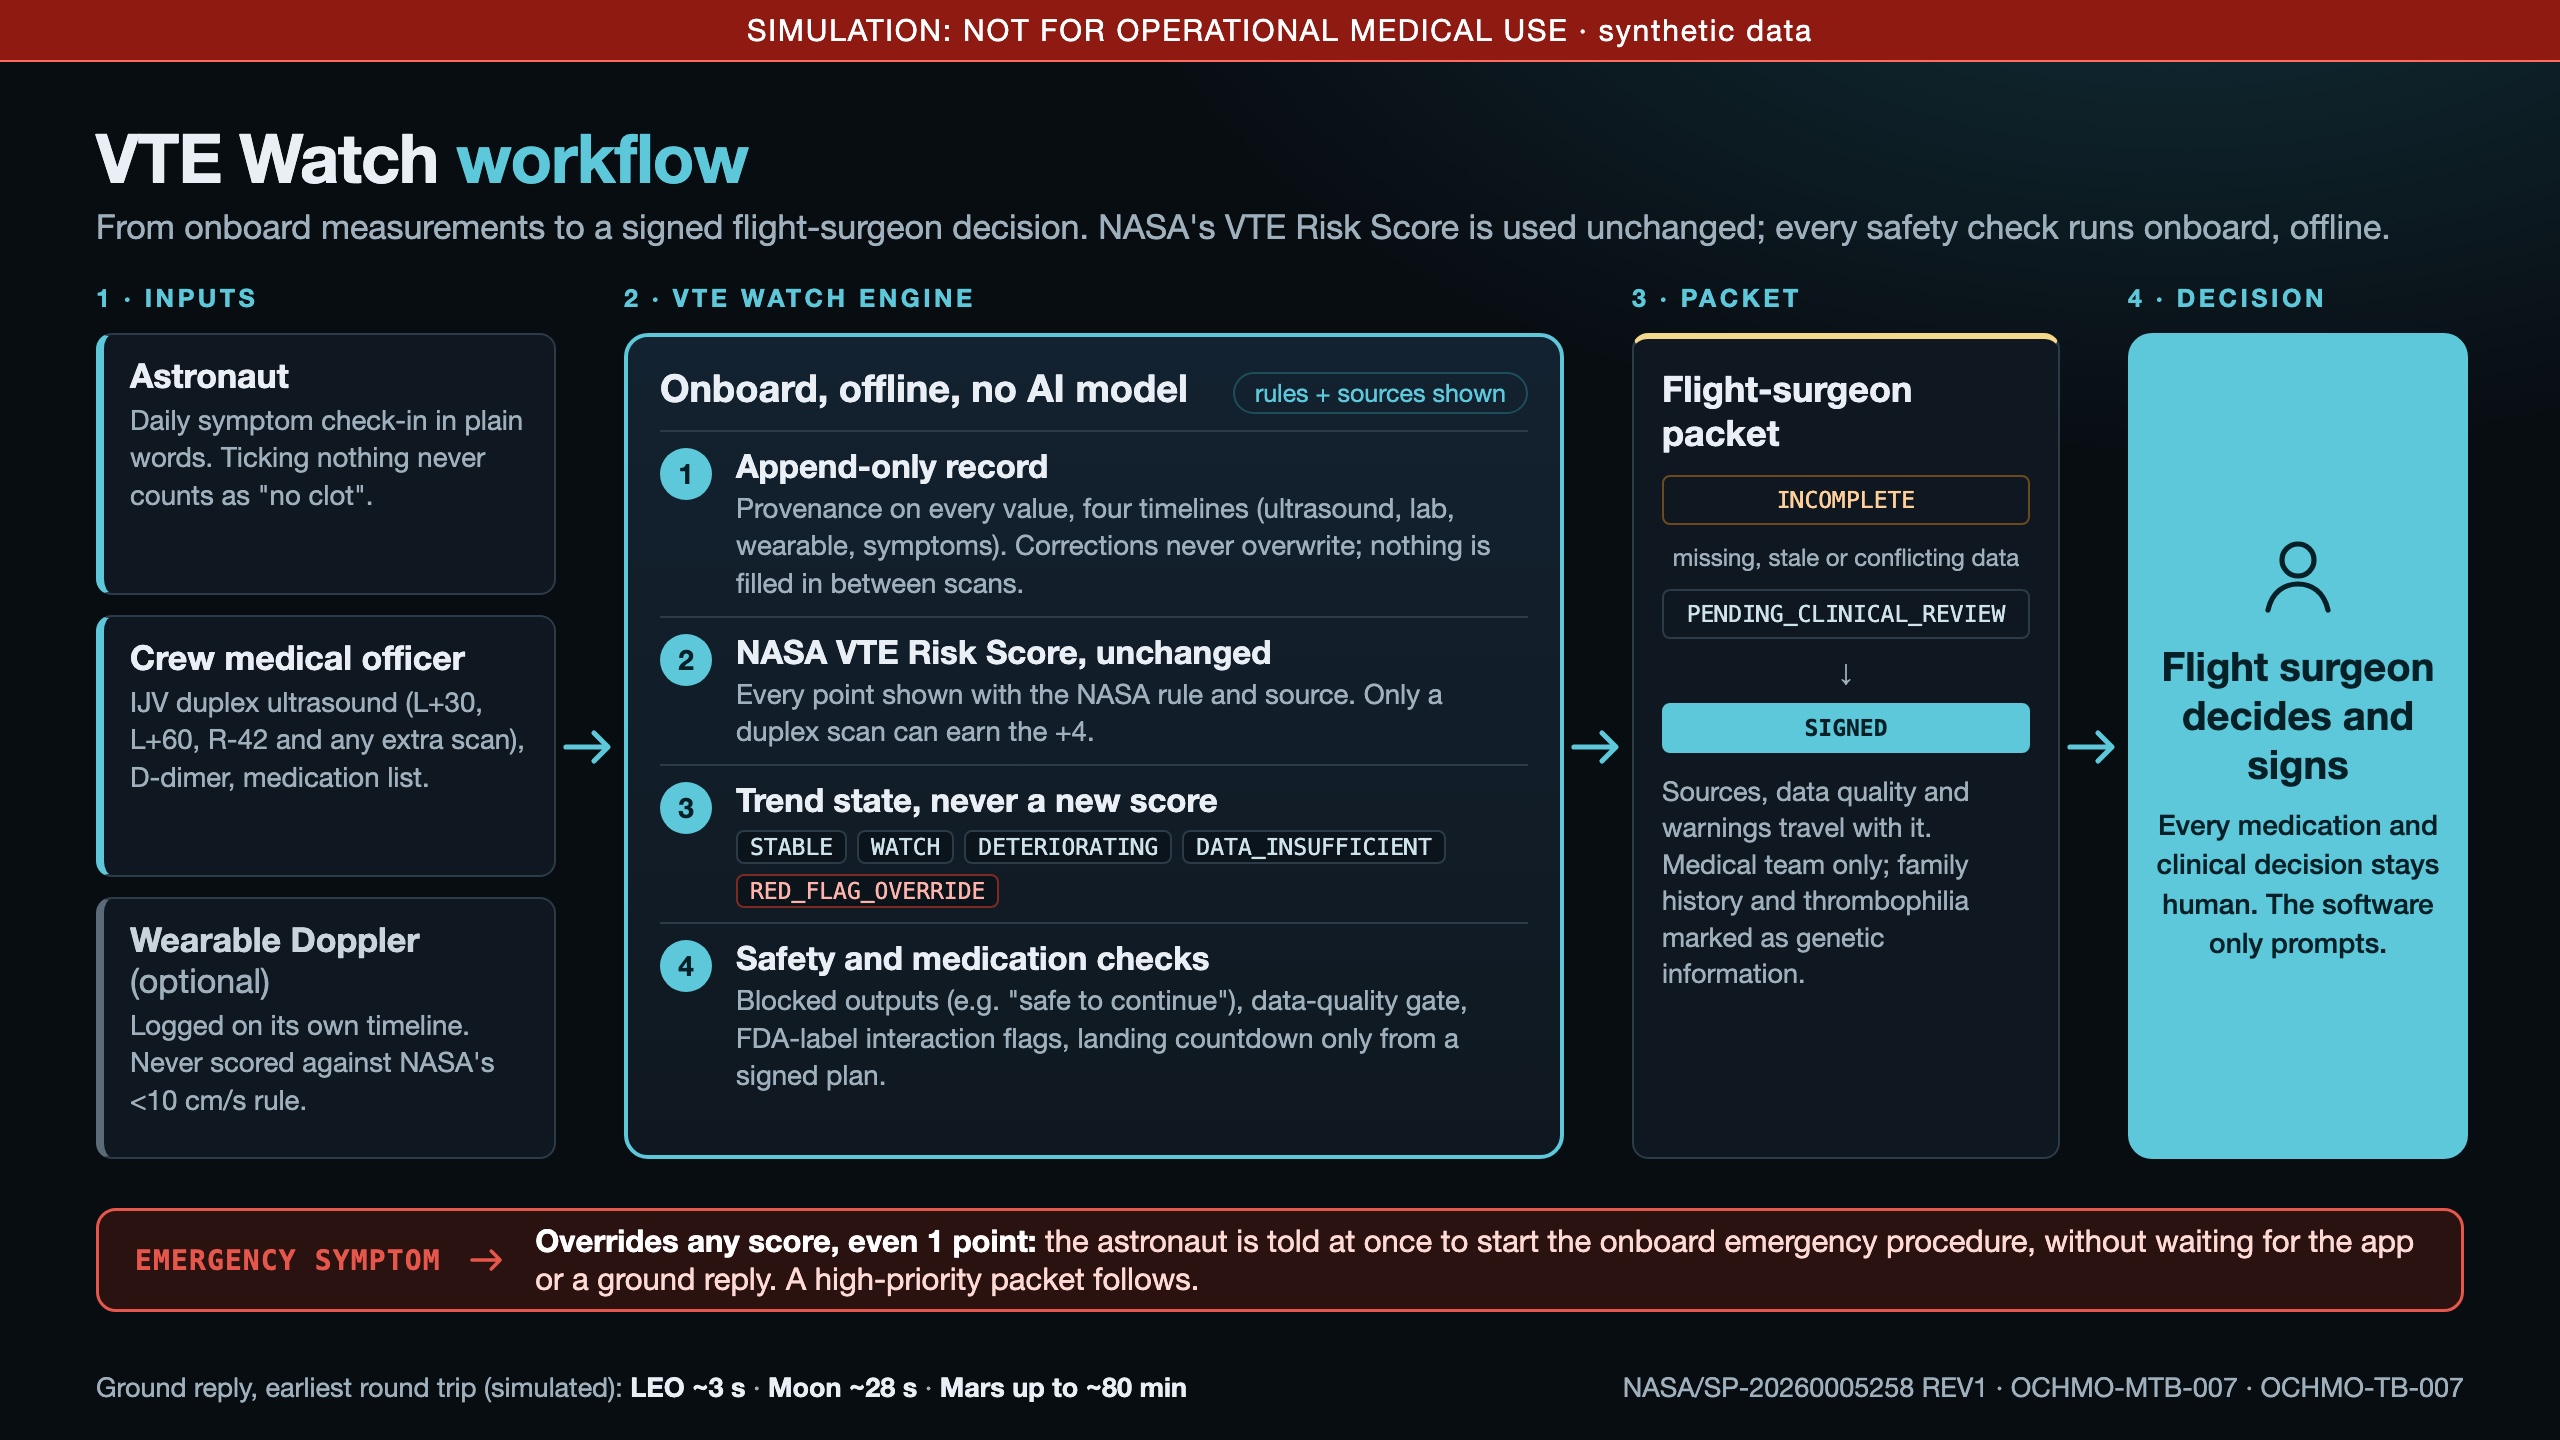 SIMULATION: NOT FOR OPERATIONAL MEDICAL USE · synthetic data
VTE Watch workflow
From onboard measurements to a signed flight-surgeon decision. NASA's VTE Risk Score is used unchanged; every safety check runs onboard, offline.
1 · INPUTS
Astronaut
Daily symptom check-in in plain
words. Ticking nothing never
counts as "no clot".
Crew medical officer
IJV duplex ultrasound (L+30,
L+60, R-42 and any extra scan),
D-dimer, medication list.
Wearable Doppler
(optional)
Logged on its own timeline.
Never scored against NASA's
<10 cm/s rule.
→
2 · VTE WATCH ENGINE
Onboard, offline, no AI model
rules + sources shown
1
Append-only record
Provenance on every value, four timelines (ultrasound, lab,
wearable, symptoms). Corrections never overwrite; nothing is
filled in between scans.
2
NASA VTE Risk Score, unchanged
Every point shown with the NASA rule and source. Only a
duplex scan can earn the +4.
3
Trend state, never a new score
STABLE WATCH DETERIORATING DATA_INSUFFICIENT
RED_FLAG_OVERRIDE
4
Safety and medication checks
Blocked outputs (e.g. "safe to continue"), data-quality gate,
FDA-label interaction flags, landing countdown only from a
signed plan.
→
3 · PACKET
Flight-surgeon
packet
INCOMPLETE
missing, stale or conflicting data
PENDING_CLINICAL_REVIEW
↓
SIGNED
Sources, data quality and
warnings travel with it.
Medical team only; family
history and thrombophilia
marked as genetic
information.
→
4 · DECISION
Flight surgeon
decides and
signs
Every medication and
clinical decision stays
human. The software
only prompts.
EMERGENCY SYMPTOM →
Overrides any score, even 1 point: the astronaut is told at once to start the onboard emergency procedure, without waiting for the app
or a ground reply. A high-priority packet follows.
Ground reply, earliest round trip (simulated): LEO ~3 s · Moon ~28 s · Mars up to ~80 min
NASA/SP-20260005258 REV1 · OCHMO-MTB-007 · OCHMO-TB-007